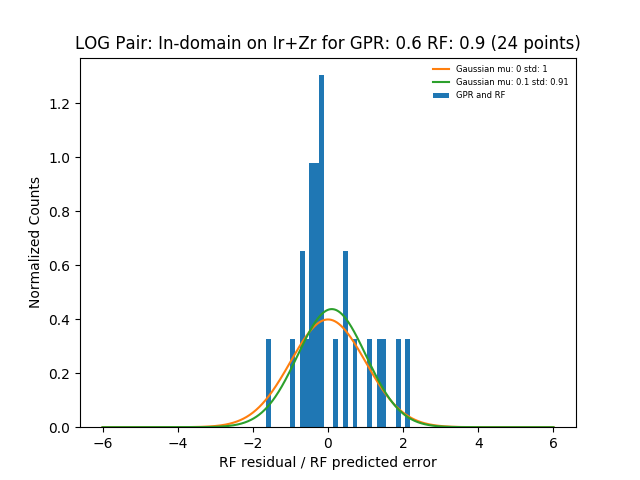 LOG Pair: In-domain on Ir+Zr for GPR: 0.6 RF: 0.9 (24 points)
Gaussian mu: 0 std: 1
Gaussian mu: 0.1 std: 0.91
GPR and RF
Normalized Counts
1.2
1.0
0.8
0.6
0.4
0.2
0.0
−6 −4 −2 0 2 4 6
RF residual / RF predicted error